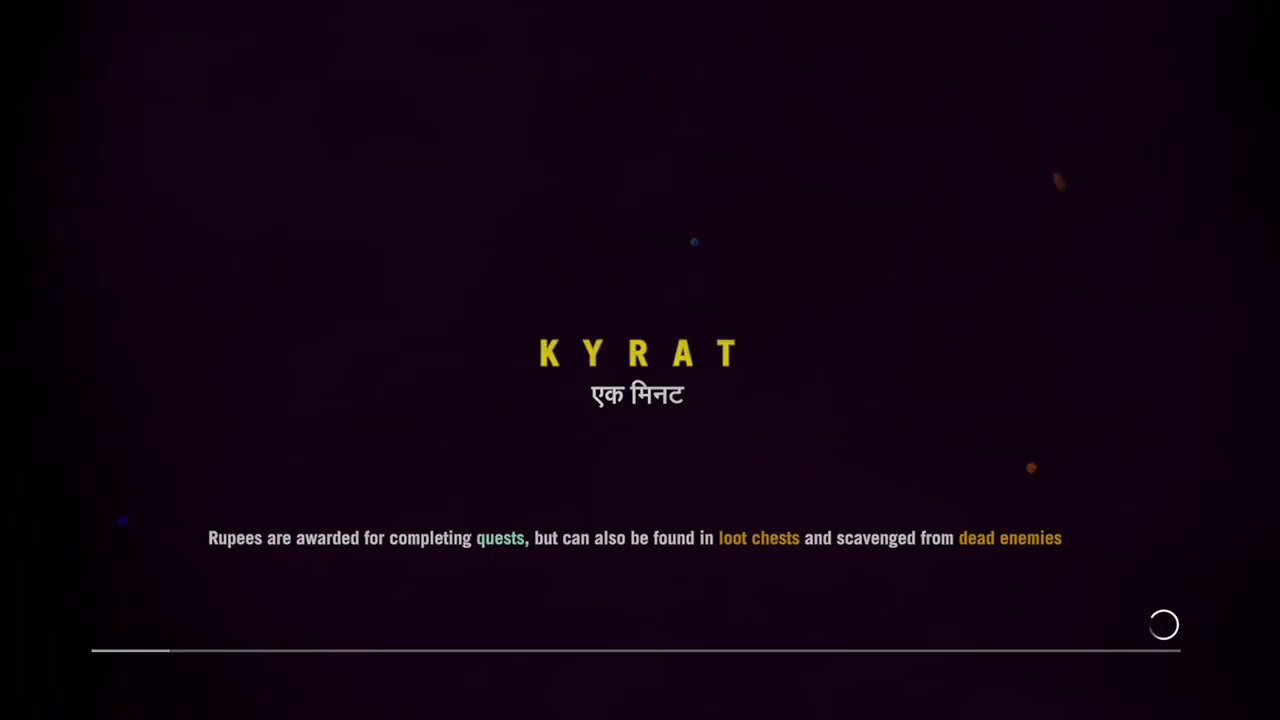 KYRAT
एक मिनट
Rupees are awarded for completing quests, but can also be found in loot chests and scavenged from dead enemies